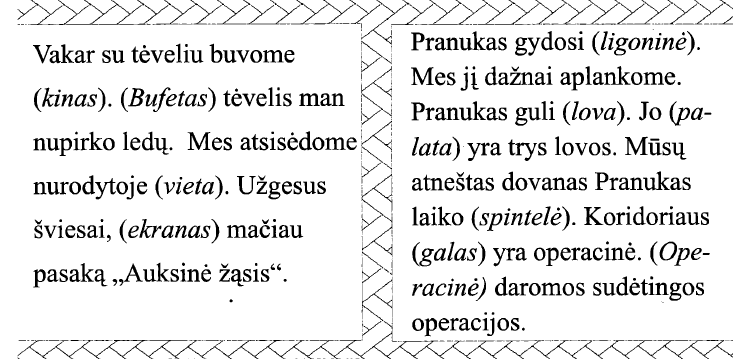 Vakar su tėveliu buvome
(kinas). (Bufetas) tėvelis man
nupirko ledų. Mes atsisėdome
nurodytoje (vieta). Užgesus
šviesai, (ekranas) mačiau
pasaką „Auksinė žąsis“.
Pranukas gydosi (ligoninė).
Mes jį dažnai aplankome.
Pranukas guli (lova). Jo (pa-
lata) yra trys lovos. Mūsų
atneštas dovanas Pranukas
laiko (spintelė). Koridoriaus
(galas) yra operacinė. (Ope-
racinė) daromos sudėtingos
operacijos.